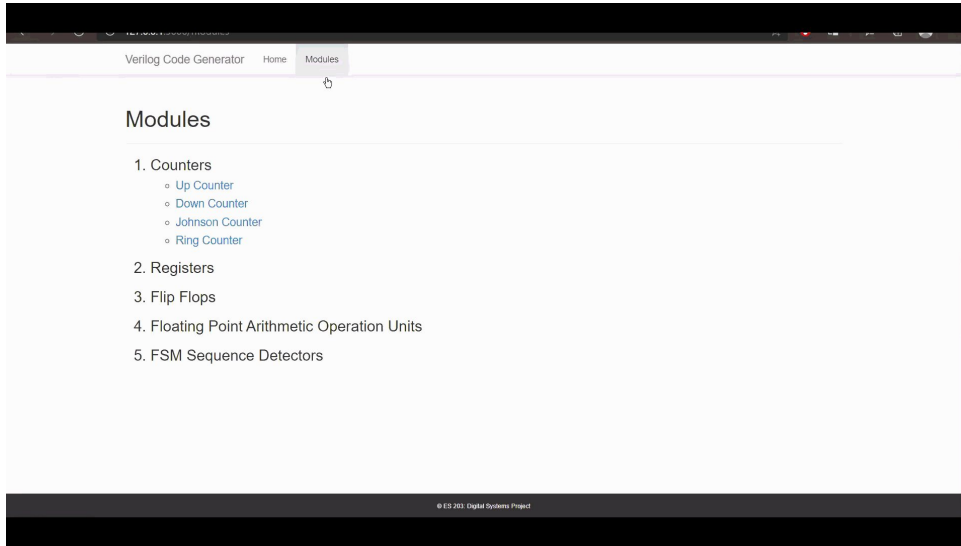 Verilog Code Generator Home Modules
Modules
1. Counters
Up Counter
Down Counter
Johnson Counter
Ring Counter
2. Registers
3. Flip Flops
4. Floating Point Arithmetic Operation Units
5. FSM Sequence Detectors
© ES 203: Digital Systems Project